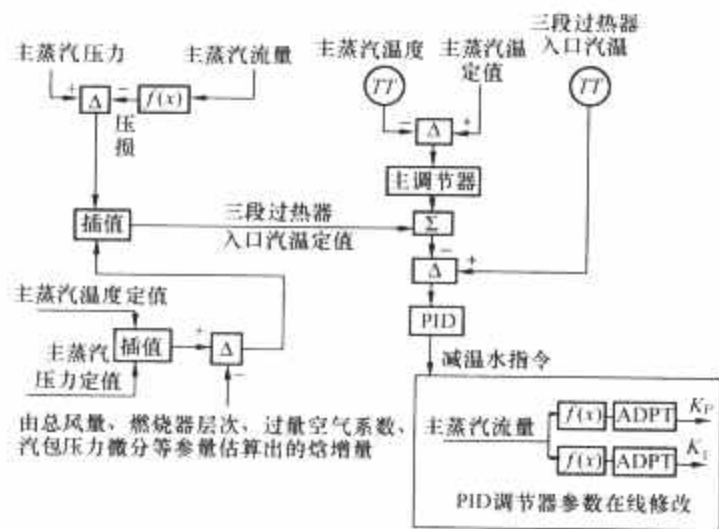 主蒸汽压力
主蒸汽流量
+
Δ
−
f(x)
压
损
插值
三段过热器
入口汽温定值
主蒸汽温度定值
主蒸汽
压力定值
插值
+
Δ
−
由总风量、燃烧器层次、过量空气系数、
汽包压力微分等参量估算出的焓增量
主蒸汽温度
TT
主蒸汽温
定值
三段过热器
入口汽温
TT
−
Δ
+
主调节器
Σ
−
Δ
+
PID
减温水指令
主蒸汽流量
f(x)
ADPT
KP
f(x)
ADPT
KI
PID调节器参数在线修改